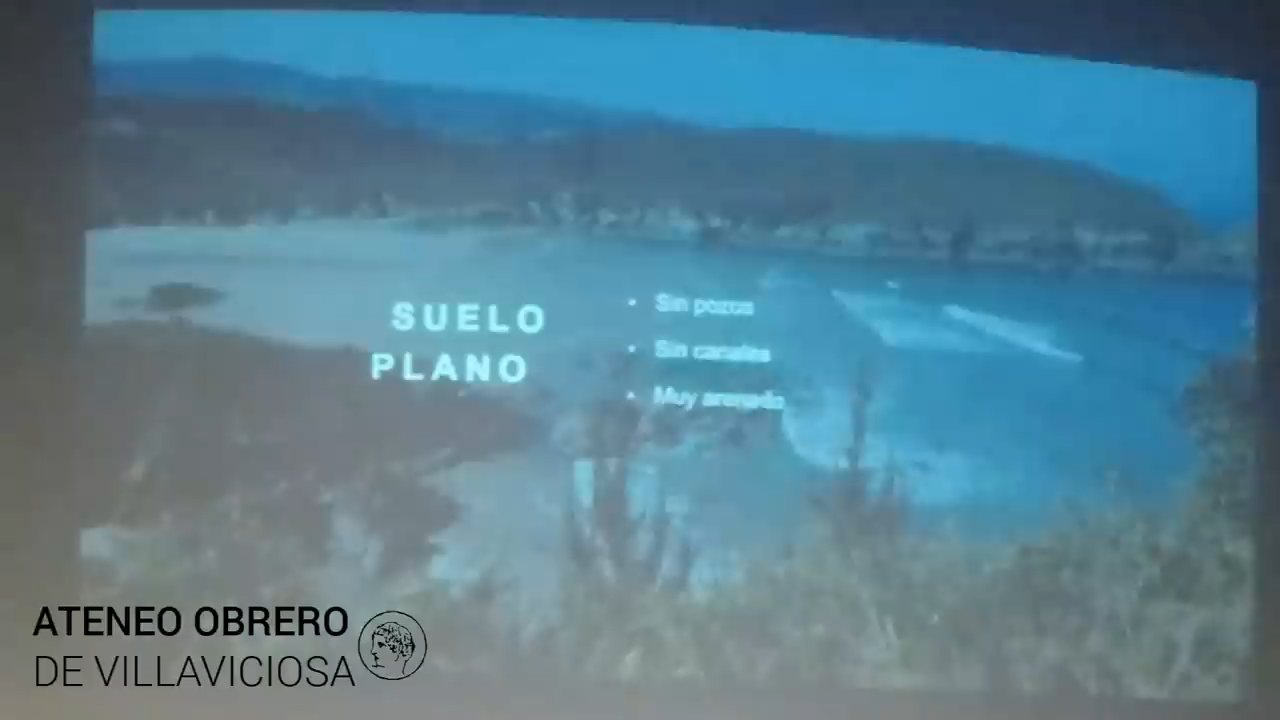 SUELO
PLANO
• Sin pozos
• Sin canales
• Muy arenado
ATENEO OBRERO
DE VILLAVICIOSA